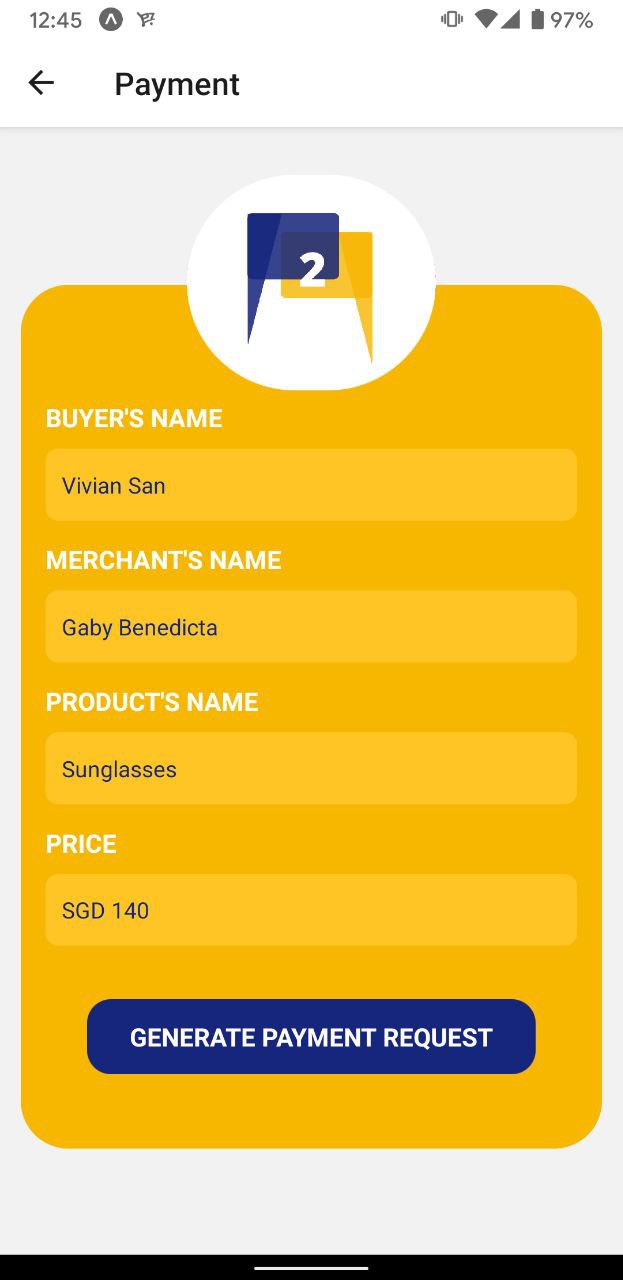 12:45
97%
Payment
2
BUYER'S NAME
Vivian San
MERCHANT'S NAME
Gaby Benedicta
PRODUCT'S NAME
Sunglasses
PRICE
SGD 140
GENERATE PAYMENT REQUEST